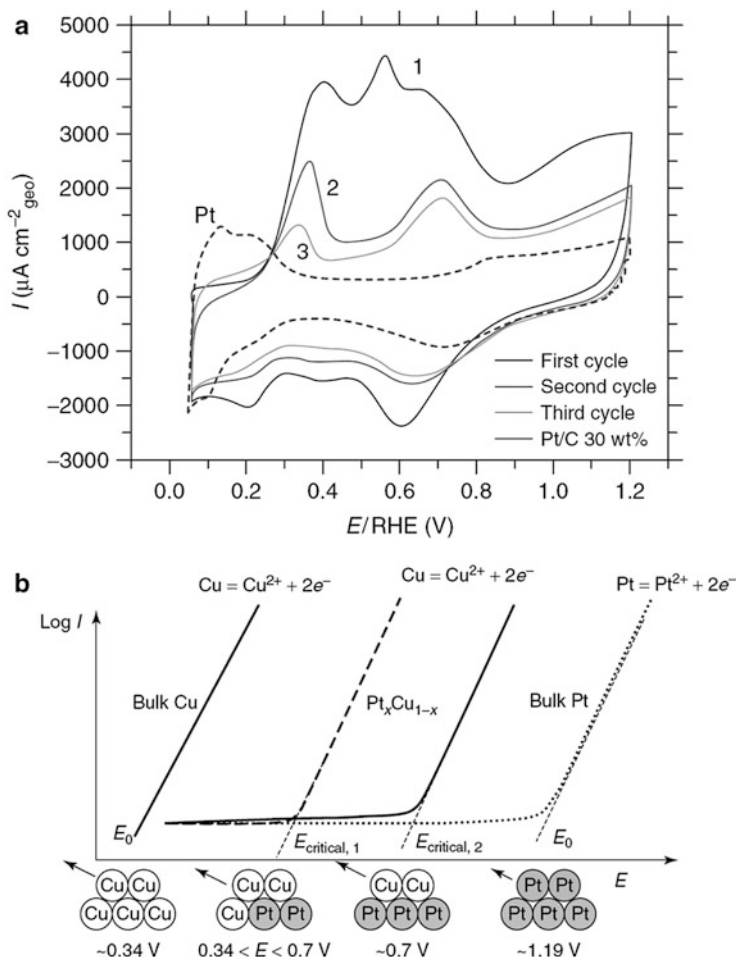 a
5000
4000
3000
2000
1000
0
−1000
−2000
−3000
I (μA cm−2geo)
1
2
3
Pt
First cycle
Second cycle
Third cycle
Pt/C 30 wt%
0.0 0.2 0.4 0.6 0.8 1.0 1.2
E/RHE (V)
b
Cu = Cu2+ + 2e− Cu = Cu2+ + 2e− Pt = Pt2+ + 2e−
Log I
Bulk Cu PtxCu1−x Bulk Pt
E0 Ecritical, 1 Ecritical, 2 E0
E
Cu Cu Cu Cu Cu Cu Pt Pt
Cu Cu Cu Cu Pt Pt Pt Pt Pt Pt Pt Pt
~0.34 V 0.34 < E < 0.7 V ~0.7 V ~1.19 V